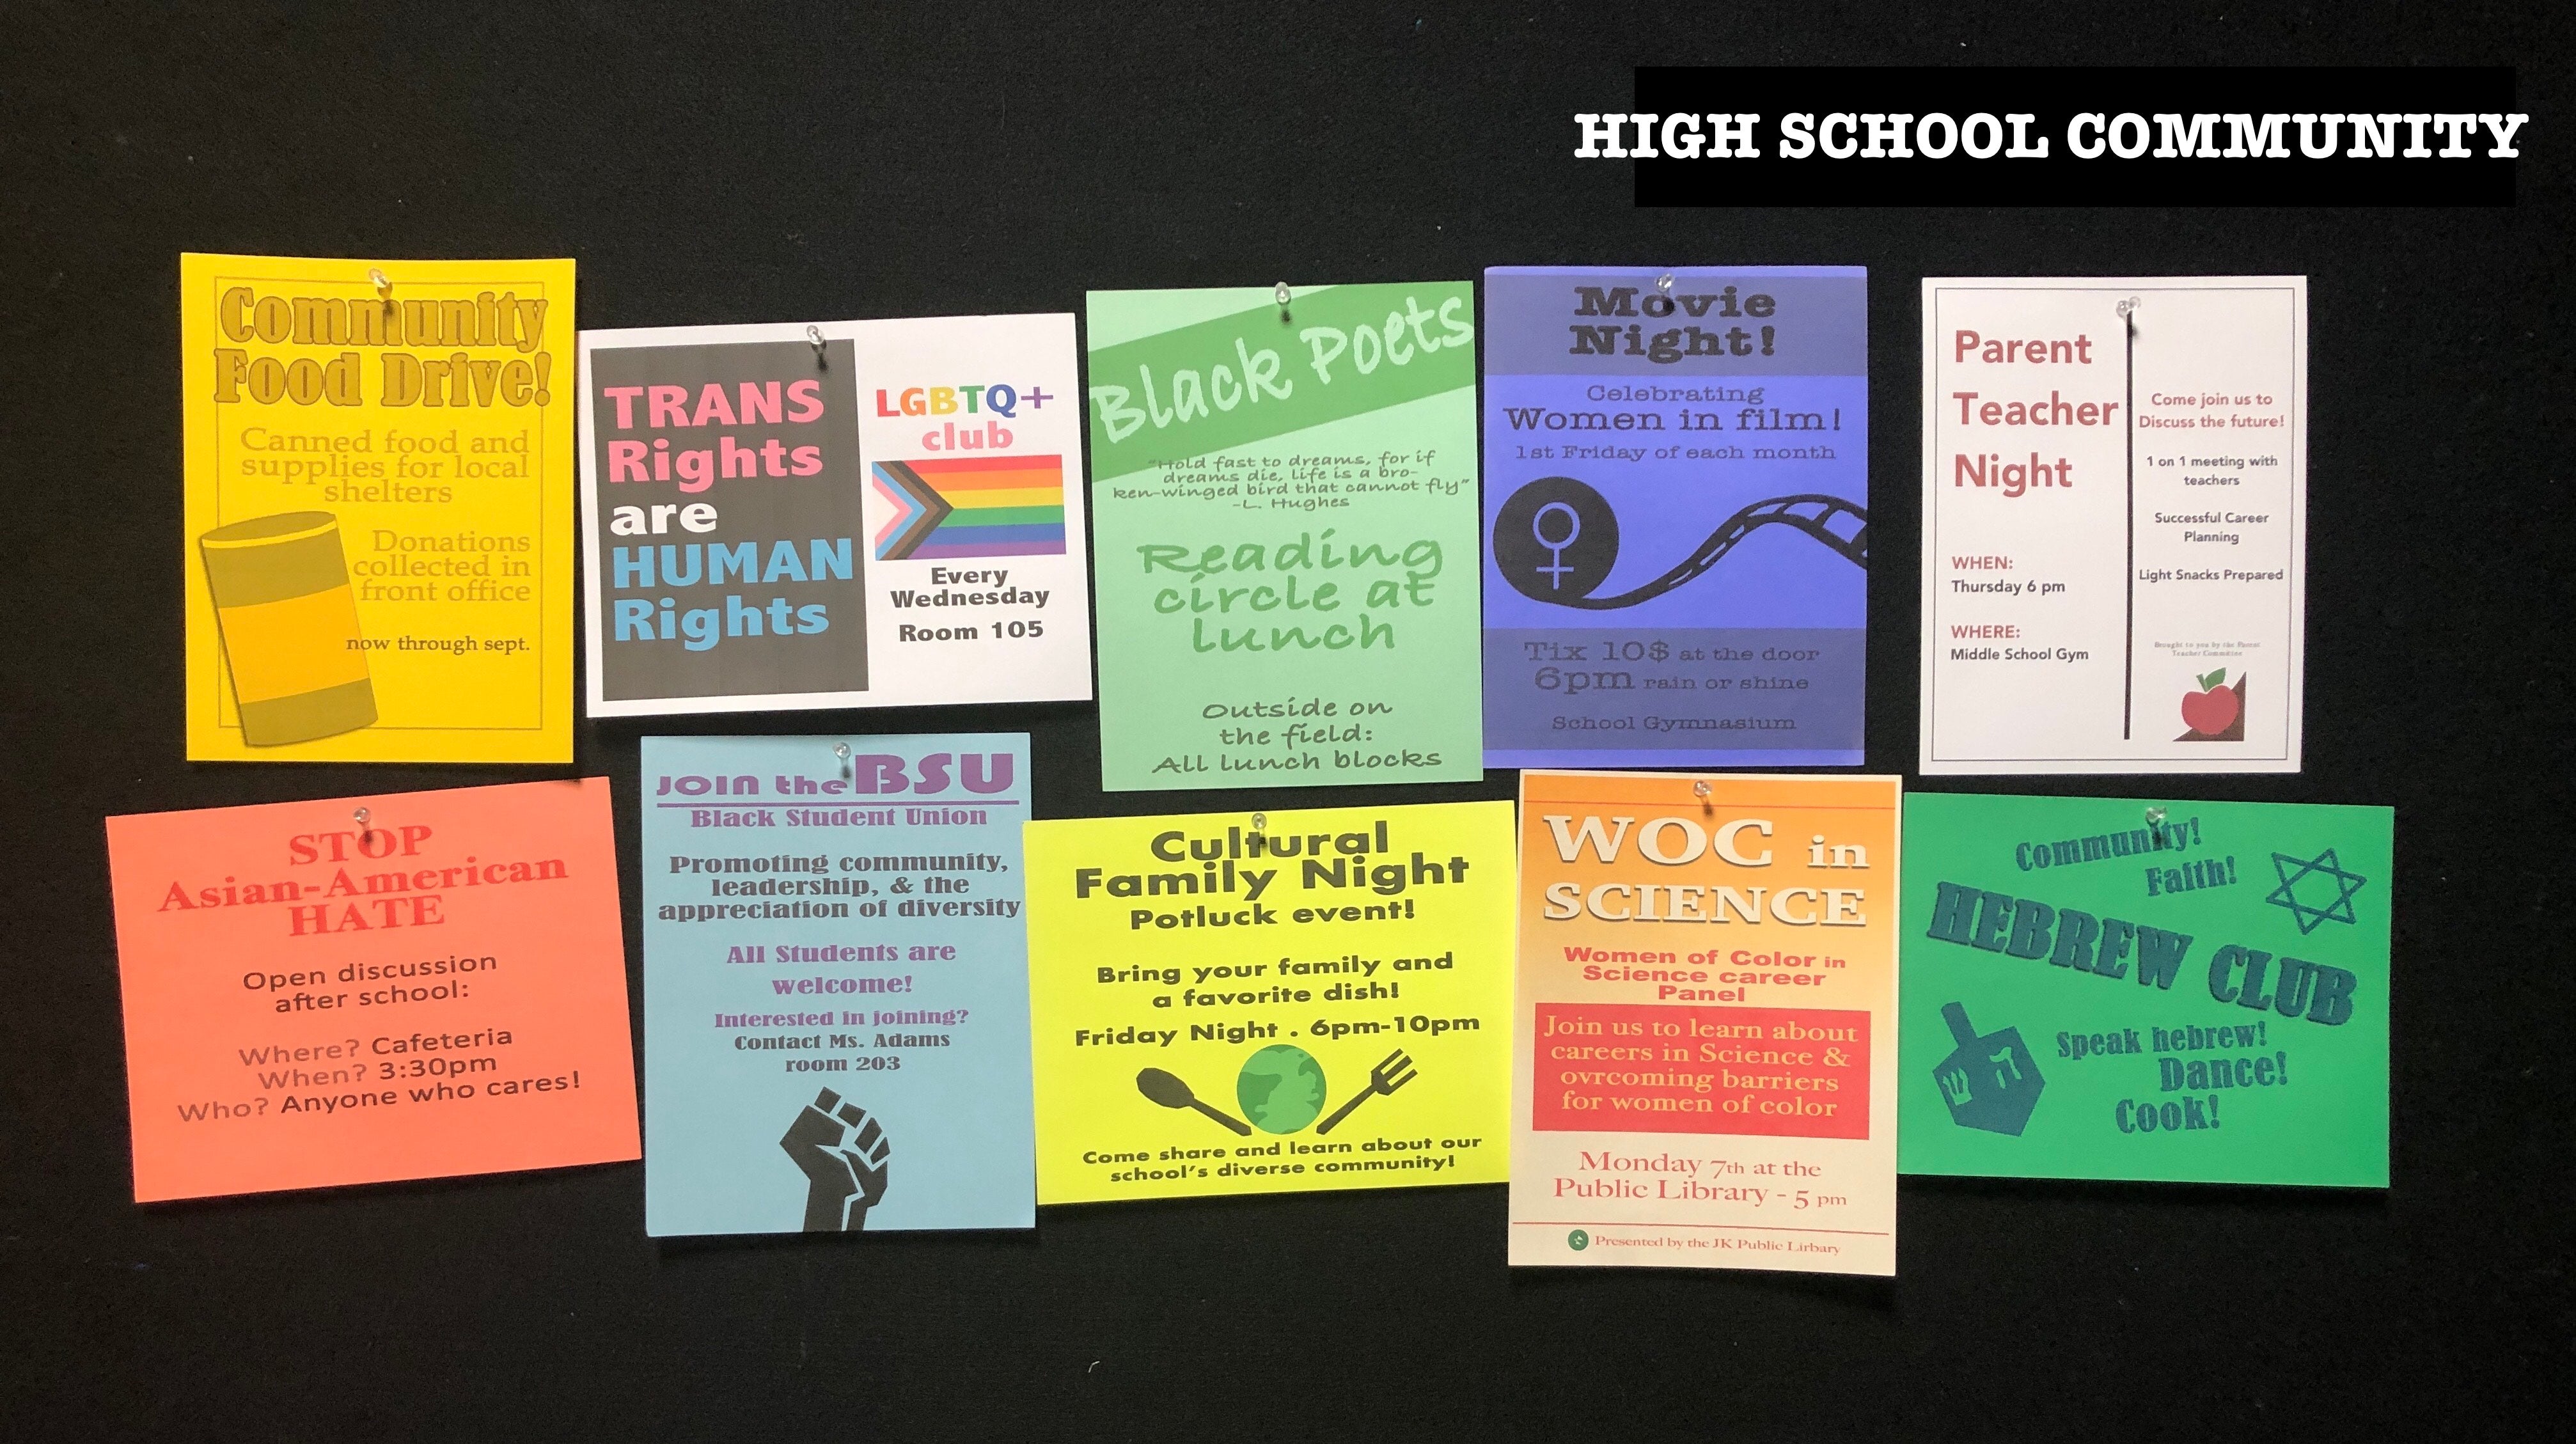 HIGH SCHOOL COMMUNITY
Community
Food Drive!
Canned food and
supplies for local
shelters
Donations
collected in
front office
now through sept.
TRANS
Rights
are
HUMAN
Rights
LGBTQ+
club
Every
Wednesday
Room 105
Black Poets
"Hold fast to dreams, for if
dreams die, life is a bro-
ken-winged bird that cannot fly"
-L. Hughes
Reading
circle at
lunch
Outside on
the field:
All lunch blocks
Movie
Night!
Celebrating
Women in film!
1st Friday of each month
Tix 10$ at the door
6pm rain or shine
School Gymnasium
Parent
Teacher
Night
WHEN:
Thursday 6 pm
WHERE:
Middle School Gym
Come join us to
Discuss the future!
1 on 1 meeting with
teachers
Successful Career
Planning
Light Snacks Prepared
Brought to you by the Parent
Teacher Committee
STOP
Asian-American
HATE
Open discussion
after school:
Where? Cafeteria
When? 3:30pm
Who? Anyone who cares!
JOIN the BSU
Black Student Union
Promoting community,
leadership, & the
appreciation of diversity
All Students are
welcome!
Interested in joining?
Contact Ms. Adams
room 203
Cultural
Family Night
Potluck event!
Bring your family and
a favorite dish!
Friday Night . 6pm-10pm
Come share and learn about our
school's diverse community!
WOC in
SCIENCE
Women of Color in
Science career
Panel
Join us to learn about
careers in Science &
ovrcoming barriers
for women of color
Monday 7th at the
Public Library - 5 pm
Presented by the JK Public Lirbary
Community!
Faith!
HEBREW CLUB
Speak hebrew!
Dance!
Cook!
ש ה